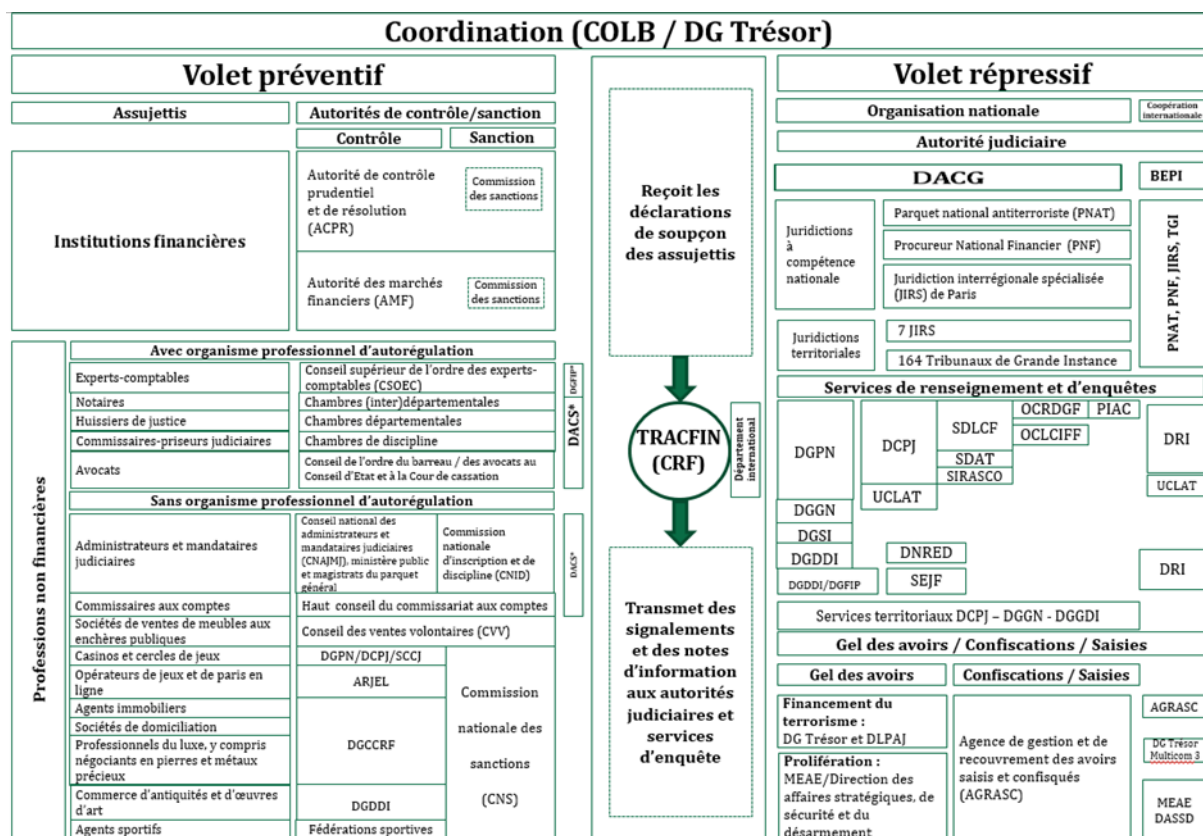 Coordination (COLB / DG Trésor)
Volet préventif
Assujettis
Autorités de contrôle/sanction
Contrôle
Sanction
Institutions financières
Autorité de contrôle
prudentiel
et de résolution
(ACPR)
Commission
des sanctions
Autorité des marchés
financiers (AMF)
Commission
des sanctions
Professions non financières
Avec organisme professionnel d'autorégulation
Experts-comptables
Conseil supérieur de l'ordre des experts-
comptables (CSOEC)
DGFIP*
Notaires
Chambres (inter)départementales
Huissiers de justice
Chambres départementales
Commissaires-priseurs judiciaires
Chambres de discipline
Avocats
Conseil de l'ordre du barreau / des avocats au
Conseil d'Etat et à la Cour de cassation
DACS*
Sans organisme professionnel d'autorégulation
Administrateurs et mandataires
judiciaires
Conseil national des
administrateurs et
mandataires judiciaires
(CNAJMJ), ministère public
et magistrats du parquet
général
Commission
nationale
d'inscription et de
discipline (CNID)
DACS*
Commissaires aux comptes
Haut conseil du commissariat aux comptes
Sociétés de ventes de meubles aux
enchères publiques
Conseil des ventes volontaires (CVV)
Casinos et cercles de jeux
DGPN/DCPJ/SCCJ
Opérateurs de jeux et de paris en
ligne
ARJEL
Agents immobiliers
Sociétés de domiciliation
Professionnels du luxe, y compris
négociants en pierres et métaux
précieux
DGCCRF
Commerce d'antiquités et d'œuvres
d'art
DGDDI
Agents sportifs
Fédérations sportives
Commission
nationale des
sanctions
(CNS)
Reçoit les
déclarations
de soupçon
des assujettis
TRACFIN
(CRF)
Département
international
Transmet des
signalements
et des notes
d'information
aux autorités
judiciaires et
services
d'enquête
Volet répressif
Organisation nationale
Coopération
internationale
Autorité judiciaire
DACG
BEPI
Juridictions
à
compétence
nationale
Parquet national antiterroriste (PNAT)
Procureur National Financier (PNF)
Juridiction interrégionale spécialisée
(JIRS) de Paris
Juridictions
territoriales
7 JIRS
164 Tribunaux de Grande Instance
PNAT, PNF, JIRS, TGI
Services de renseignement et d'enquêtes
DGPN
DCPJ
SDLCF
OCRDGF
PIAC
OCLCIFF
SDAT
SIRASCO
DRI
UCLAT
UCLAT
DGGN
DGSI
DGDDI
DNRED
DRI
DGDDI/DGFIP
SEJF
Services territoriaux DCPJ – DGGN - DGGDI
Gel des avoirs / Confiscations / Saisies
Gel des avoirs
Confiscations / Saisies
Financement du
terrorisme :
DG Trésor et DLPAJ
Prolifération :
MEAE/Direction des
affaires stratégiques, de
sécurité et du
désarmement
Agence de gestion et de
recouvrement des avoirs
saisis et confisqués
(AGRASC)
AGRASC
DG Trésor
Multicom 3
MEAE
DASSD